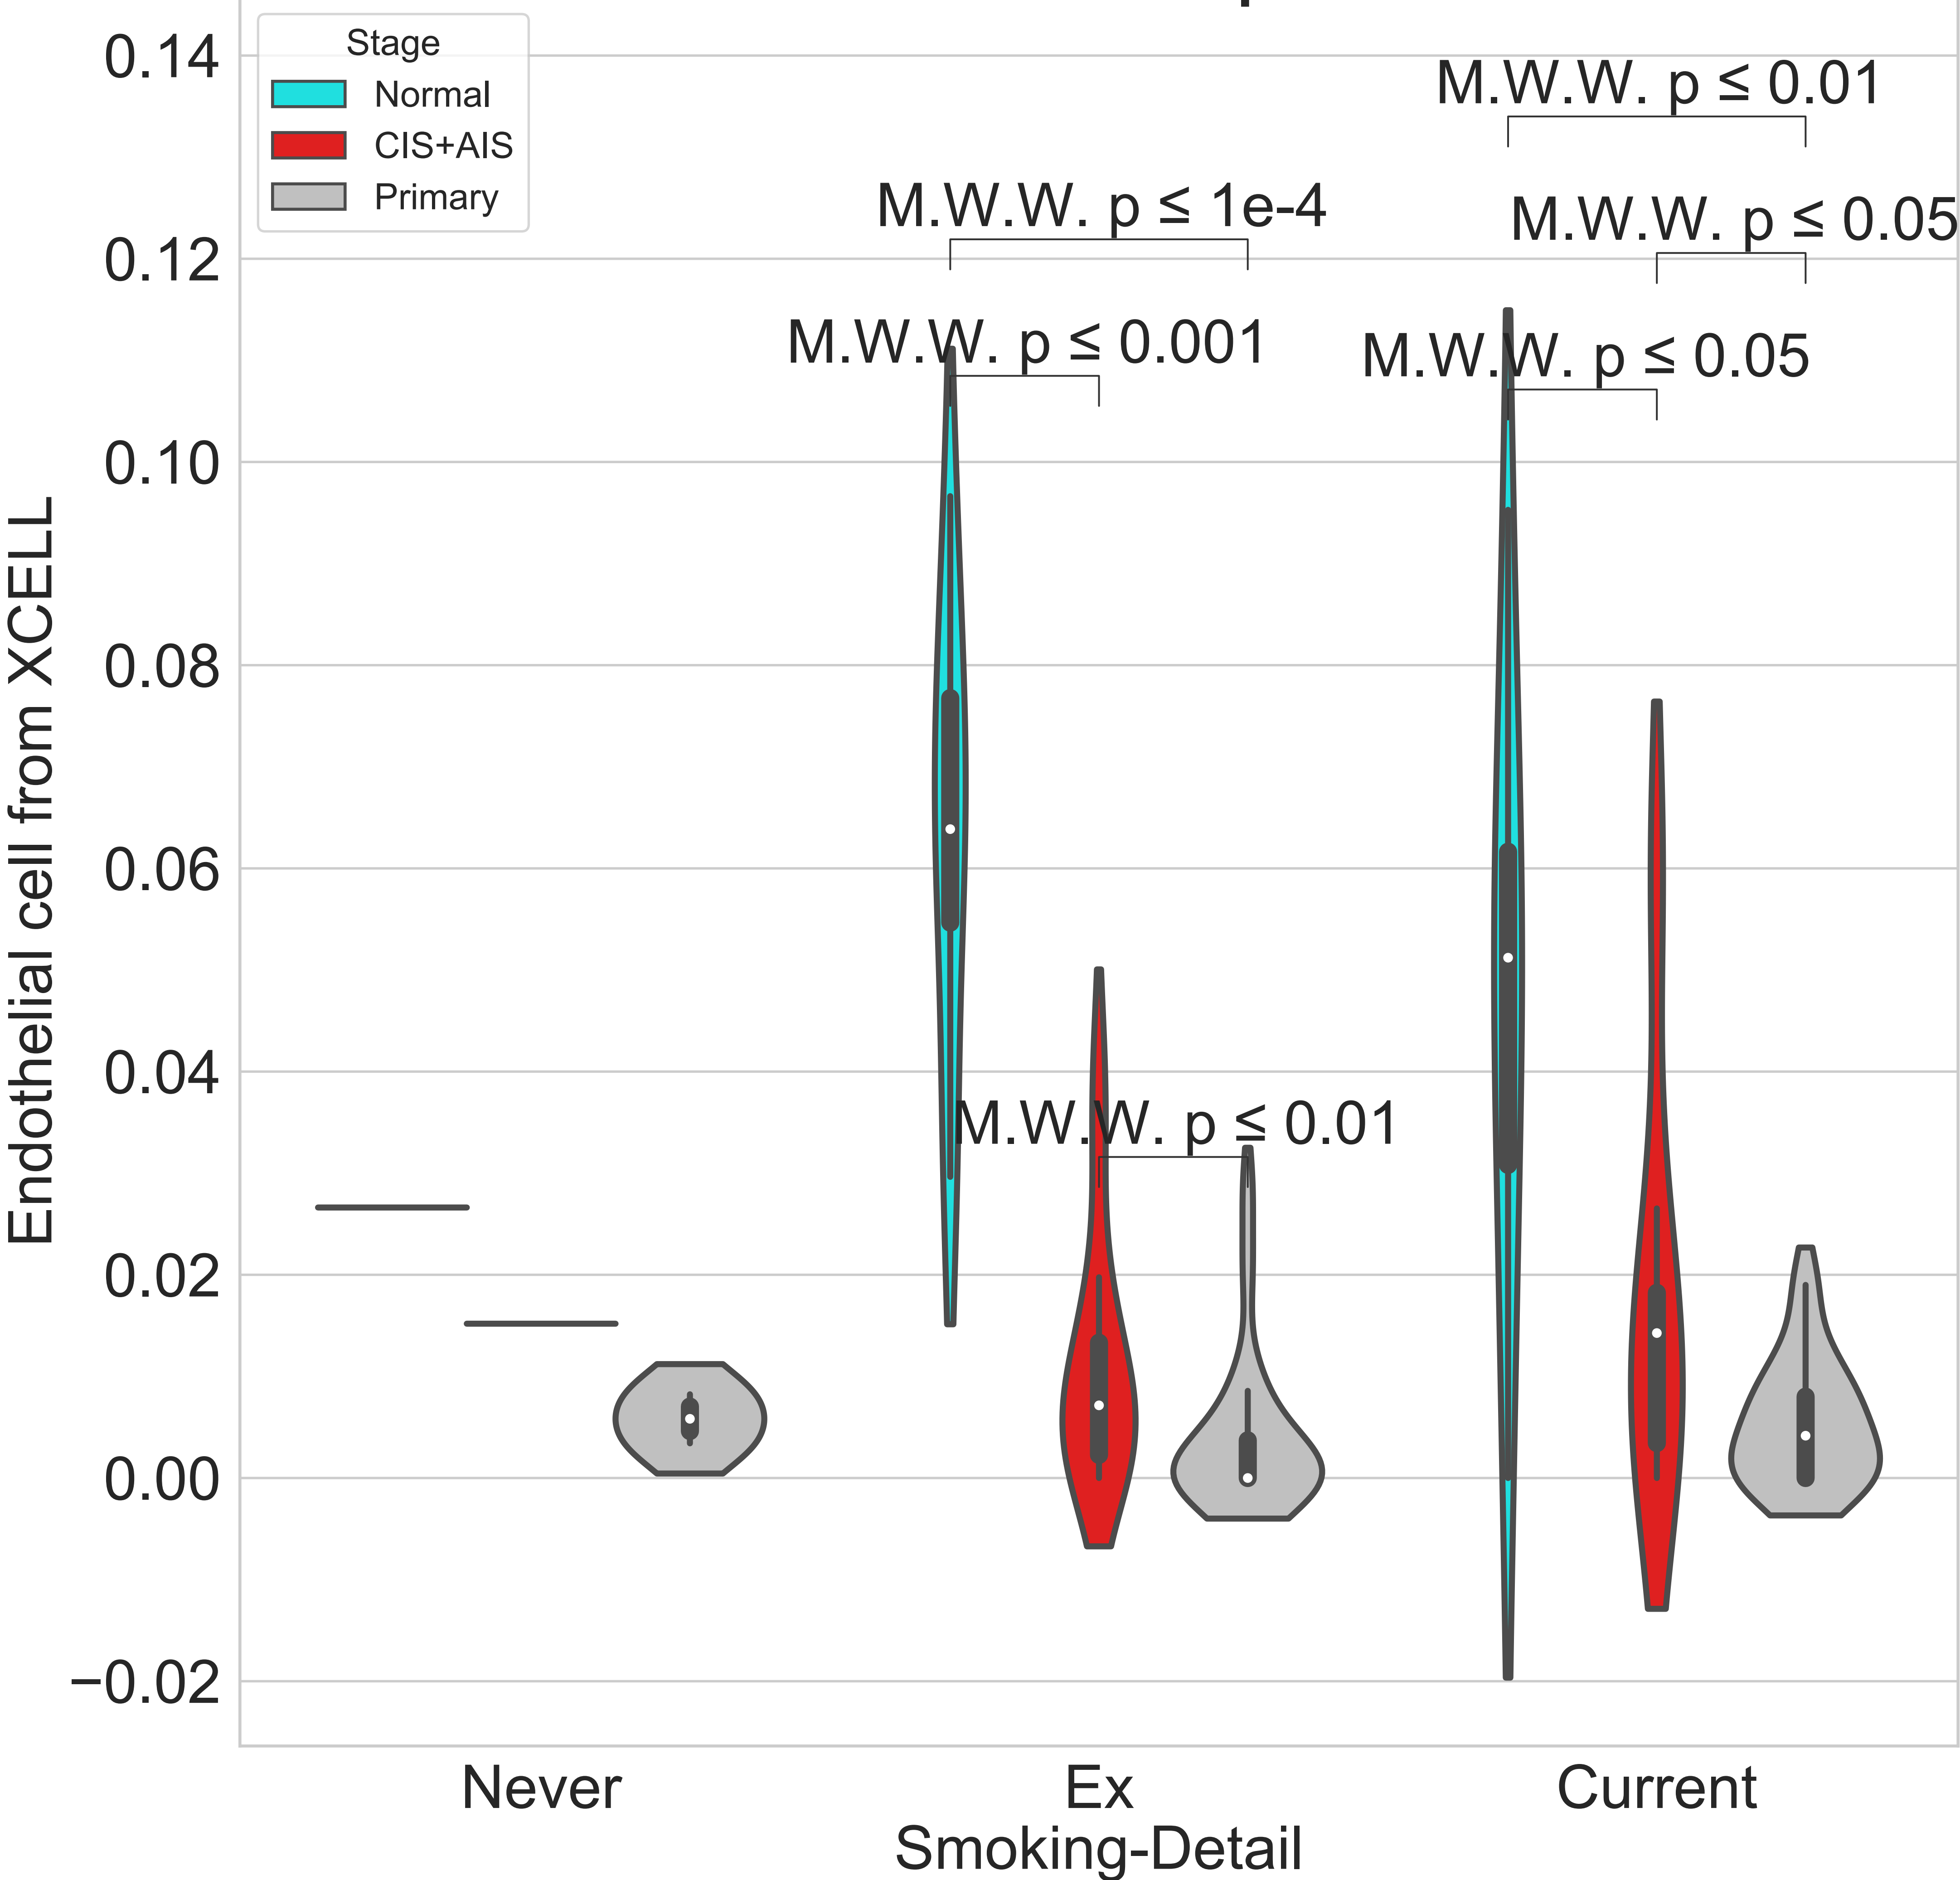 Stage
Normal
CIS+AIS
Primary
M.W.W. p ≤ 0.01
M.W.W. p ≤ 1e-4
M.W.W. p ≤ 0.05
M.W.W. p ≤ 0.001
M.W.W. p ≤ 0.05
M.W.W. p ≤ 0.01
0.14
0.12
0.10
0.08
0.06
0.04
0.02
0.00
−0.02
Endothelial cell from XCELL
Never
Ex
Current
Smoking-Detail